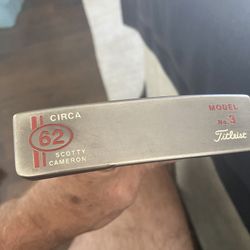 CIRCA
62
SCOTTY
CAMERON
MODEL
No. 3
Titleist